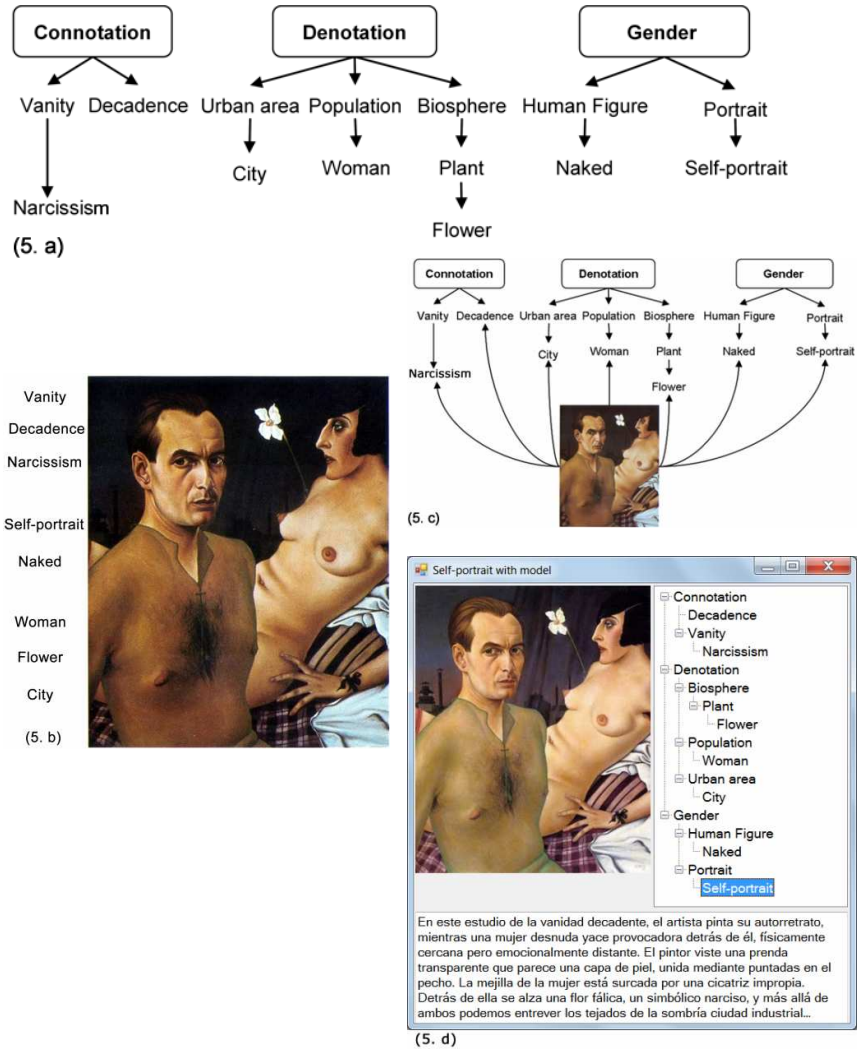 Connotation Denotation Gender
Vanity Decadence Urban area Population Biosphere Human Figure Portrait
City Woman Plant Naked Self-portrait
Narcissism
Flower
(5. a)
Connotation Denotation Gender
Vanity Decadence Urban area Population Biosphere Human Figure Portrait
City Woman Plant Naked Self-portrait
Narcissism
Flower
(5. c)
Vanity
Decadence
Narcissism
Self-portrait
Naked
Woman
Flower
City
(5. b)
Self-portrait with model
Connotation
Decadence
Vanity
Narcissism
Denotation
Biosphere
Plant
Flower
Population
Woman
Urban area
City
Gender
Human Figure
Naked
Portrait
Self-portrait
En este estudio de la vanidad decadente, el artista pinta su autorretrato,
mientras una mujer desnuda yace provocadora detrás de él, físicamente
cercana pero emocionalmente distante. El pintor viste una prenda
transparente que parece una capa de piel, unida mediante puntadas en el
pecho. La mejilla de la mujer está surcada por una cicatriz impropia.
Detrás de ella se alza una flor fálica, un simbólico narciso, y más allá de
ambos podemos entrever los tejados de la sombría ciudad industrial...
(5. d)